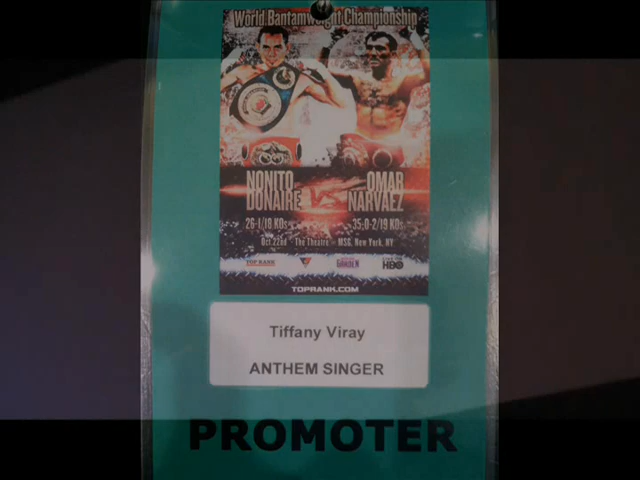 World Bantamweight Championship
NONITO DONAIRE
VS
OMAR NARVAEZ
26-1/18 KOs
35-0-2/19 KOs
Oct. 22nd - The Theatre - MSG, New York, NY
TOP RANK
GARDEN
HBO
TOPRANK.COM
Tiffany Viray
ANTHEM SINGER
PROMOTER